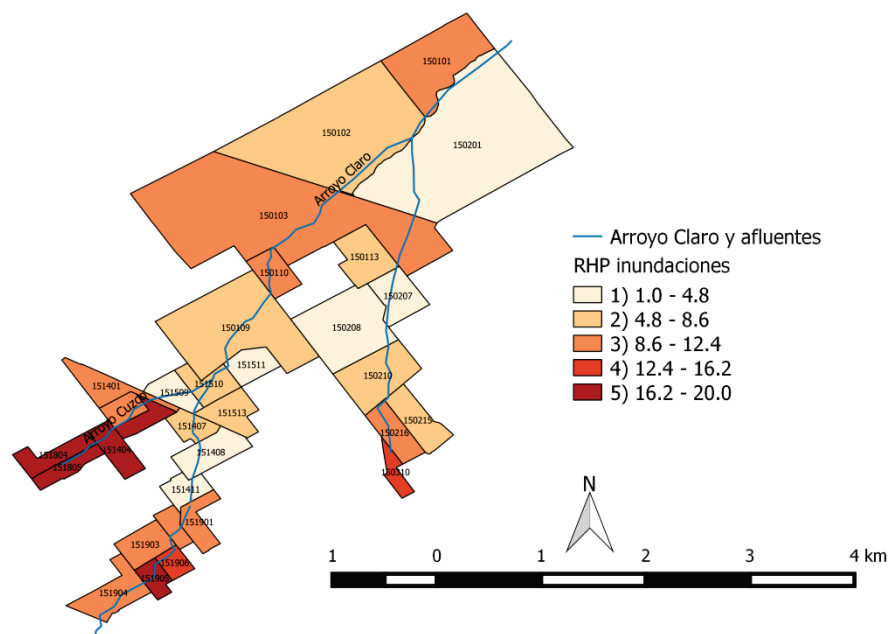 150101
150102
150201
Arroyo Claro
150103
150110
150113
150207
150109
150208
151511
150210
151401
151509
151510
151513
150215
151407
150216
Arroyo Cuzco
151804
151404
151408
151805
150310
151411
151901
151903
151906
151905
151904
Arroyo Claro y afluentes
RHP inundaciones
1) 1.0 - 4.8
2) 4.8 - 8.6
3) 8.6 - 12.4
4) 12.4 - 16.2
5) 16.2 - 20.0
N
1 0 1 2 3 4 km